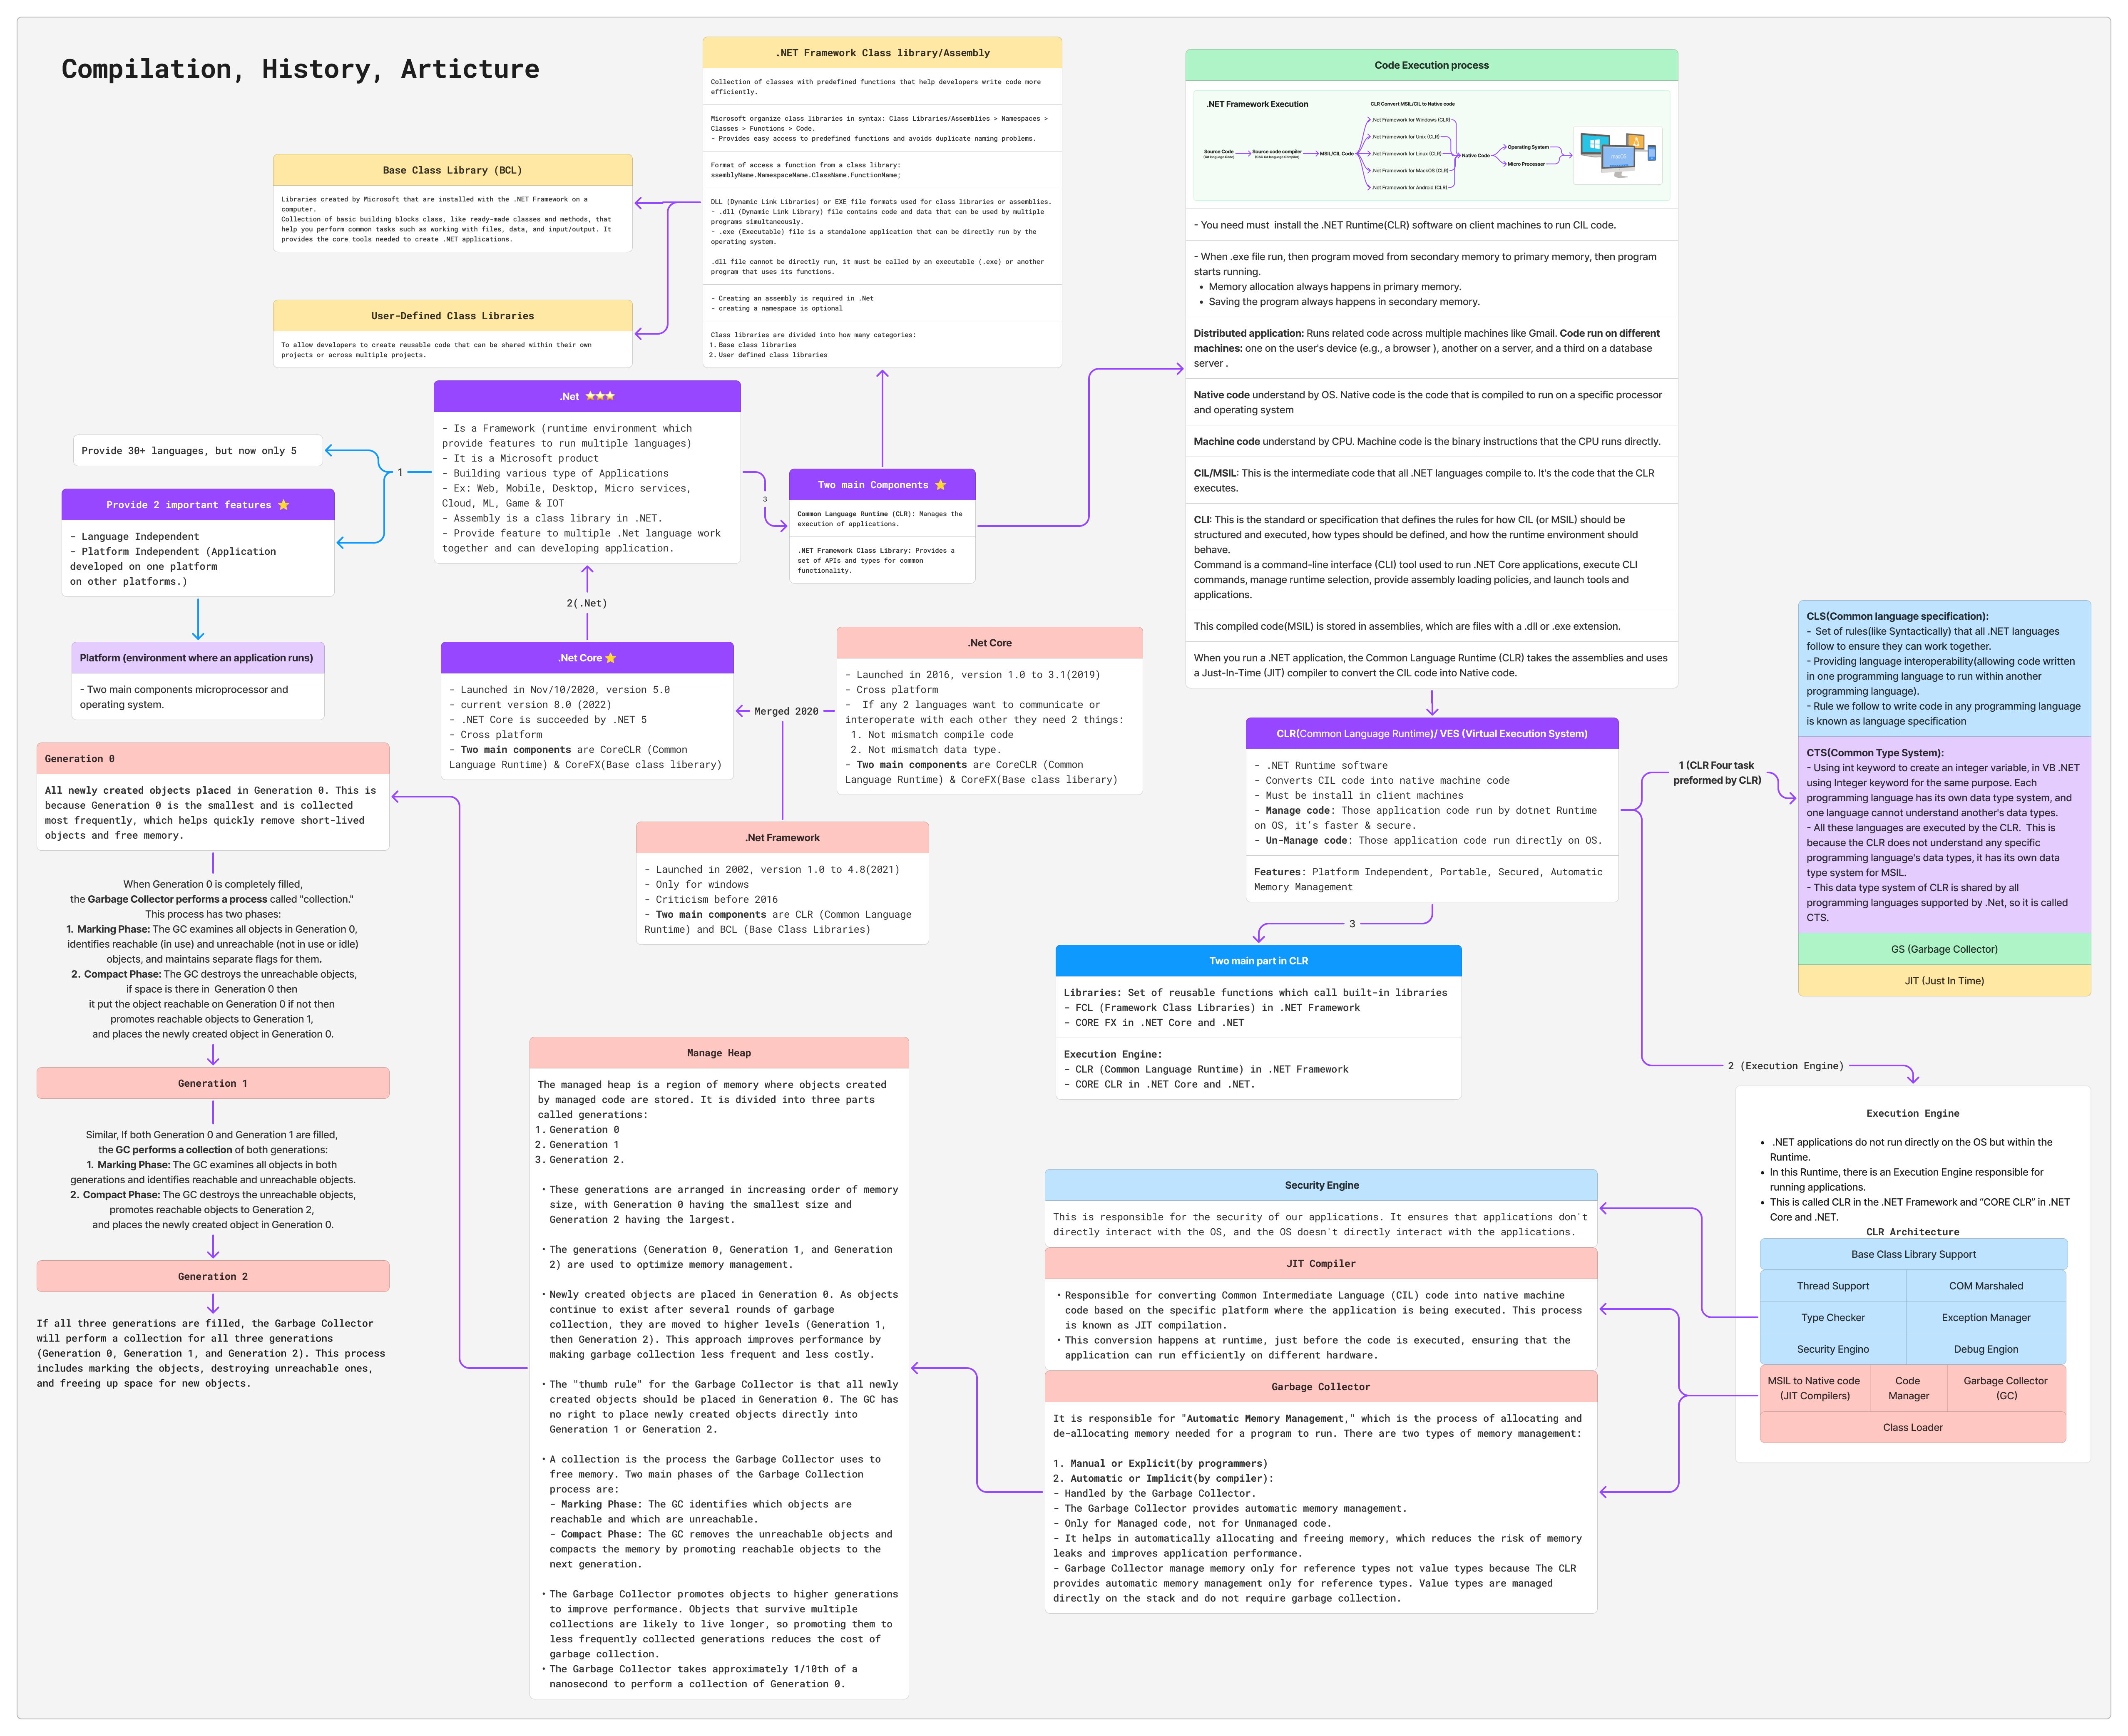 Compilation, History, Articture
.NET Framework Class library/Assembly
Collection of classes with predefined functions that help developers write code more
efficiently.
Microsoft organize class libraries in syntax: Class Libraries/Assemblies > Namespaces >
Classes > Functions > Code.
- Provides easy access to predefined functions and avoids duplicate naming problems.
Format of access a function from a class library:
ssemblyName.NamespaceName.ClassName.FunctionName;
DLL (Dynamic Link Libraries) or EXE file formats used for class libraries or assemblies.
- .dll (Dynamic Link Library) file contains code and data that can be used by multiple
programs simultaneously.
- .exe (Executable) file is a standalone application that can be directly run by the
operating system.
.dll file cannot be directly run, it must be called by an executable (.exe) or another
program that uses its functions.
- Creating an assembly is required in .Net
- creating a namespace is optional
Class libraries are divided into how many categories:
1. Base class libraries
2. User defined class libraries
Base Class Library (BCL)
Libraries created by Microsoft that are installed with the .NET Framework on a
computer.
Collection of basic building blocks class, like ready-made classes and methods, that
help you perform common tasks such as working with files, data, and input/output. It
provides the core tools needed to create .NET applications.
User-Defined Class Libraries
To allow developers to create reusable code that can be shared within their own
projects or across multiple projects.
Code Execution process
.NET Framework Execution
CLR Convert MSIL/CIL to Native code
Source Code
(C# language Code)
Source code compiler
(CSC: C# language Compiler)
MSIL/CIL Code
.Net Framework for Windows (CLR)
.Net Framework for Unix (CLR)
.Net Framework for Linux (CLR)
.Net Framework for MackOS (CLR)
.Net Framework for Android (CLR)
Native Code
Operating System
Micro Processer
macOS
- You need must install the .NET Runtime(CLR) software on client machines to run CIL code.
- When .exe file run, then program moved from secondary memory to primary memory, then program
starts running.
• Memory allocation always happens in primary memory.
• Saving the program always happens in secondary memory.
Distributed application: Runs related code across multiple machines like Gmail. Code run on different
machines: one on the user's device (e.g., a browser ), another on a server, and a third on a database
server .
Native code understand by OS. Native code is the code that is compiled to run on a specific processor
and operating system
Machine code understand by CPU. Machine code is the binary instructions that the CPU runs directly.
CIL/MSIL: This is the intermediate code that all .NET languages compile to. It's the code that the CLR
executes.
CLI: This is the standard or specification that defines the rules for how CIL (or MSIL) should be
structured and executed, how types should be defined, and how the runtime environment should
behave.
Command is a command-line interface (CLI) tool used to run .NET Core applications, execute CLI
commands, manage runtime selection, provide assembly loading policies, and launch tools and
applications.
This compiled code(MSIL) is stored in assemblies, which are files with a .dll or .exe extension.
When you run a .NET application, the Common Language Runtime (CLR) takes the assemblies and uses
a Just-In-Time (JIT) compiler to convert the CIL code into Native code.
.Net ⭐⭐⭐
- Is a Framework (runtime environment which
provide features to run multiple languages)
- It is a Microsoft product
- Building various type of Applications
- Ex: Web, Mobile, Desktop, Micro services,
Cloud, ML, Game & IOT
- Assembly is a class library in .NET.
- Provide feature to multiple .Net language work
together and can developing application.
1
Provide 30+ languages, but now only 5
Provide 2 important features ⭐
- Language Independent
- Platform Independent (Application
developed on one platform
on other platforms.)
Platform (environment where an application runs)
- Two main components microprocessor and
operating system.
3
Two main Components ⭐
Common Language Runtime (CLR): Manages the
execution of applications.
.NET Framework Class Library: Provides a
set of APIs and types for common
functionality.
2(.Net)
.Net Core ⭐
- Launched in Nov/10/2020, version 5.0
- current version 8.0 (2022)
- .NET Core is succeeded by .NET 5
- Cross platform
- Two main components are CoreCLR (Common
Language Runtime) & CoreFX(Base class liberary)
Merged 2020
.Net Core
- Launched in 2016, version 1.0 to 3.1(2019)
- Cross platform
- If any 2 languages want to communicate or
interoperate with each other they need 2 things:
1. Not mismatch compile code
2. Not mismatch data type.
- Two main components are CoreCLR (Common
Language Runtime) & CoreFX(Base class liberary)
.Net Framework
- Launched in 2002, version 1.0 to 4.8(2021)
- Only for windows
- Criticism before 2016
- Two main components are CLR (Common Language
Runtime) and BCL (Base Class Libraries)
CLR(Common Language Runtime)/ VES (Virtual Execution System)
- .NET Runtime software
- Converts CIL code into native machine code
- Must be install in client machines
- Manage code: Those application code run by dotnet Runtime
on OS, it's faster & secure.
- Un-Manage code: Those application code run directly on OS.
Features: Platform Independent, Portable, Secured, Automatic
Memory Management
1 (CLR Four task
preformed by CLR)
CLS(Common language specification):
- Set of rules(like Syntactically) that all .NET languages
follow to ensure they can work together.
- Providing language interoperability(allowing code written
in one programming language to run within another
programming language).
- Rule we follow to write code in any programming language
is known as language specification
CTS(Common Type System):
- Using int keyword to create an integer variable, in VB .NET
using Integer keyword for the same purpose. Each
programming language has its own data type system, and
one language cannot understand another's data types.
- All these languages are executed by the CLR. This is
because the CLR does not understand any specific
programming language's data types, it has its own data
type system for MSIL.
- This data type system of CLR is shared by all
programming languages supported by .Net, so it is called
CTS.
GS (Garbage Collector)
JIT (Just In Time)
3
Two main part in CLR
Libraries: Set of reusable functions which call built-in libraries
- FCL (Framework Class Libraries) in .NET Framework
- CORE FX in .NET Core and .NET
Execution Engine:
- CLR (Common Language Runtime) in .NET Framework
- CORE CLR in .NET Core and .NET.
2 (Execution Engine)
Execution Engine
• .NET applications do not run directly on the OS but within the
Runtime.
• In this Runtime, there is an Execution Engine responsible for
running applications.
• This is called CLR in the .NET Framework and “CORE CLR” in .NET
Core and .NET.
CLR Architecture
Base Class Library Support
Thread Support
COM Marshaled
Type Checker
Exception Manager
Security Engino
Debug Engion
MSIL to Native code
(JIT Compilers)
Code
Manager
Garbage Collector
(GC)
Class Loader
Security Engine
This is responsible for the security of our applications. It ensures that applications don't
directly interact with the OS, and the OS doesn't directly interact with the applications.
JIT Compiler
• Responsible for converting Common Intermediate Language (CIL) code into native machine
code based on the specific platform where the application is being executed. This process
is known as JIT compilation.
• This conversion happens at runtime, just before the code is executed, ensuring that the
application can run efficiently on different hardware.
Garbage Collector
It is responsible for "Automatic Memory Management," which is the process of allocating and
de-allocating memory needed for a program to run. There are two types of memory management:
1. Manual or Explicit(by programmers)
2. Automatic or Implicit(by compiler):
- Handled by the Garbage Collector.
- The Garbage Collector provides automatic memory management.
- Only for Managed code, not for Unmanaged code.
- It helps in automatically allocating and freeing memory, which reduces the risk of memory
leaks and improves application performance.
- Garbage Collector manage memory only for reference types not value types because The CLR
provides automatic memory management only for reference types. Value types are managed
directly on the stack and do not require garbage collection.
Manage Heap
The managed heap is a region of memory where objects created
by managed code are stored. It is divided into three parts
called generations:
1. Generation 0
2. Generation 1
3. Generation 2.
• These generations are arranged in increasing order of memory
size, with Generation 0 having the smallest size and
Generation 2 having the largest.
• The generations (Generation 0, Generation 1, and Generation
2) are used to optimize memory management.
• Newly created objects are placed in Generation 0. As objects
continue to exist after several rounds of garbage
collection, they are moved to higher levels (Generation 1,
then Generation 2). This approach improves performance by
making garbage collection less frequent and less costly.
• The "thumb rule" for the Garbage Collector is that all newly
created objects should be placed in Generation 0. The GC has
no right to place newly created objects directly into
Generation 1 or Generation 2.
• A collection is the process the Garbage Collector uses to
free memory. Two main phases of the Garbage Collection
process are:
- Marking Phase: The GC identifies which objects are
reachable and which are unreachable.
- Compact Phase: The GC removes the unreachable objects and
compacts the memory by promoting reachable objects to the
next generation.
• The Garbage Collector promotes objects to higher generations
to improve performance. Objects that survive multiple
collections are likely to live longer, so promoting them to
less frequently collected generations reduces the cost of
garbage collection.
• The Garbage Collector takes approximately 1/10th of a
nanosecond to perform a collection of Generation 0.
Generation 0
All newly created objects placed in Generation 0. This is
because Generation 0 is the smallest and is collected
most frequently, which helps quickly remove short-lived
objects and free memory.
When Generation 0 is completely filled,
the Garbage Collector performs a process called "collection."
This process has two phases:
1. Marking Phase: The GC examines all objects in Generation 0,
identifies reachable (in use) and unreachable (not in use or idle)
objects, and maintains separate flags for them.
2. Compact Phase: The GC destroys the unreachable objects,
if space is there in Generation 0 then
it put the object reachable on Generation 0 if not then
promotes reachable objects to Generation 1,
and places the newly created object in Generation 0.
Generation 1
Similar, If both Generation 0 and Generation 1 are filled,
the GC performs a collection of both generations:
1. Marking Phase: The GC examines all objects in both
generations and identifies reachable and unreachable objects.
2. Compact Phase: The GC destroys the unreachable objects,
promotes reachable objects to Generation 2,
and places the newly created object in Generation 0.
Generation 2
If all three generations are filled, the Garbage Collector
will perform a collection for all three generations
(Generation 0, Generation 1, and Generation 2). This process
includes marking the objects, destroying unreachable ones,
and freeing up space for new objects.